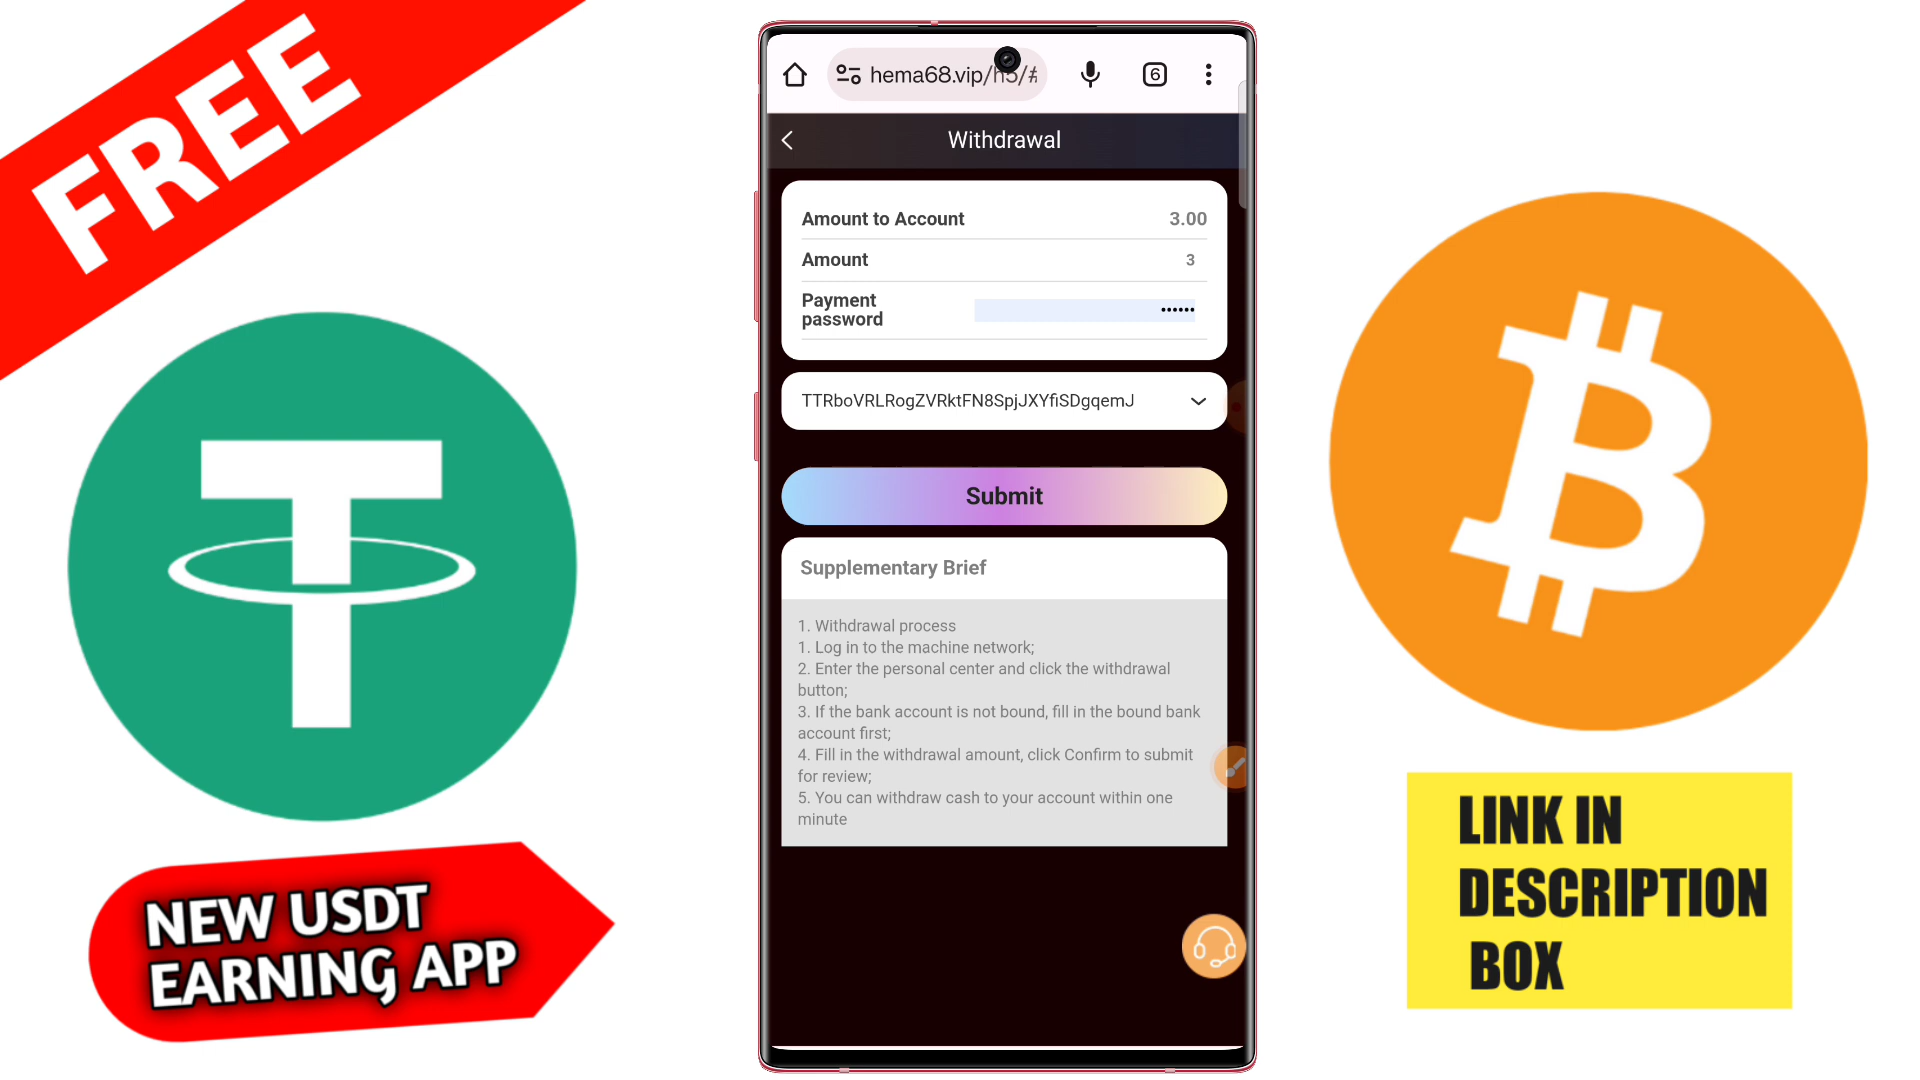 FREE
hema68.vip/h5/#
6
Withdrawal
Amount to Account 3.00
Amount 3
Payment
password ••••••
TTRboVRLRogZVRktFN8SpjJXYfiSDgqemJ
Submit
Supplementary Brief
1. Withdrawal process
1. Log in to the machine network;
2. Enter the personal center and click the withdrawal
button;
3. If the bank account is not bound, fill in the bound bank
account first;
4. Fill in the withdrawal amount, click Confirm to submit
for review;
5. You can withdraw cash to your account within one
minute
NEW USDT
EARNING APP
LINK IN
DESCRIPTION
BOX